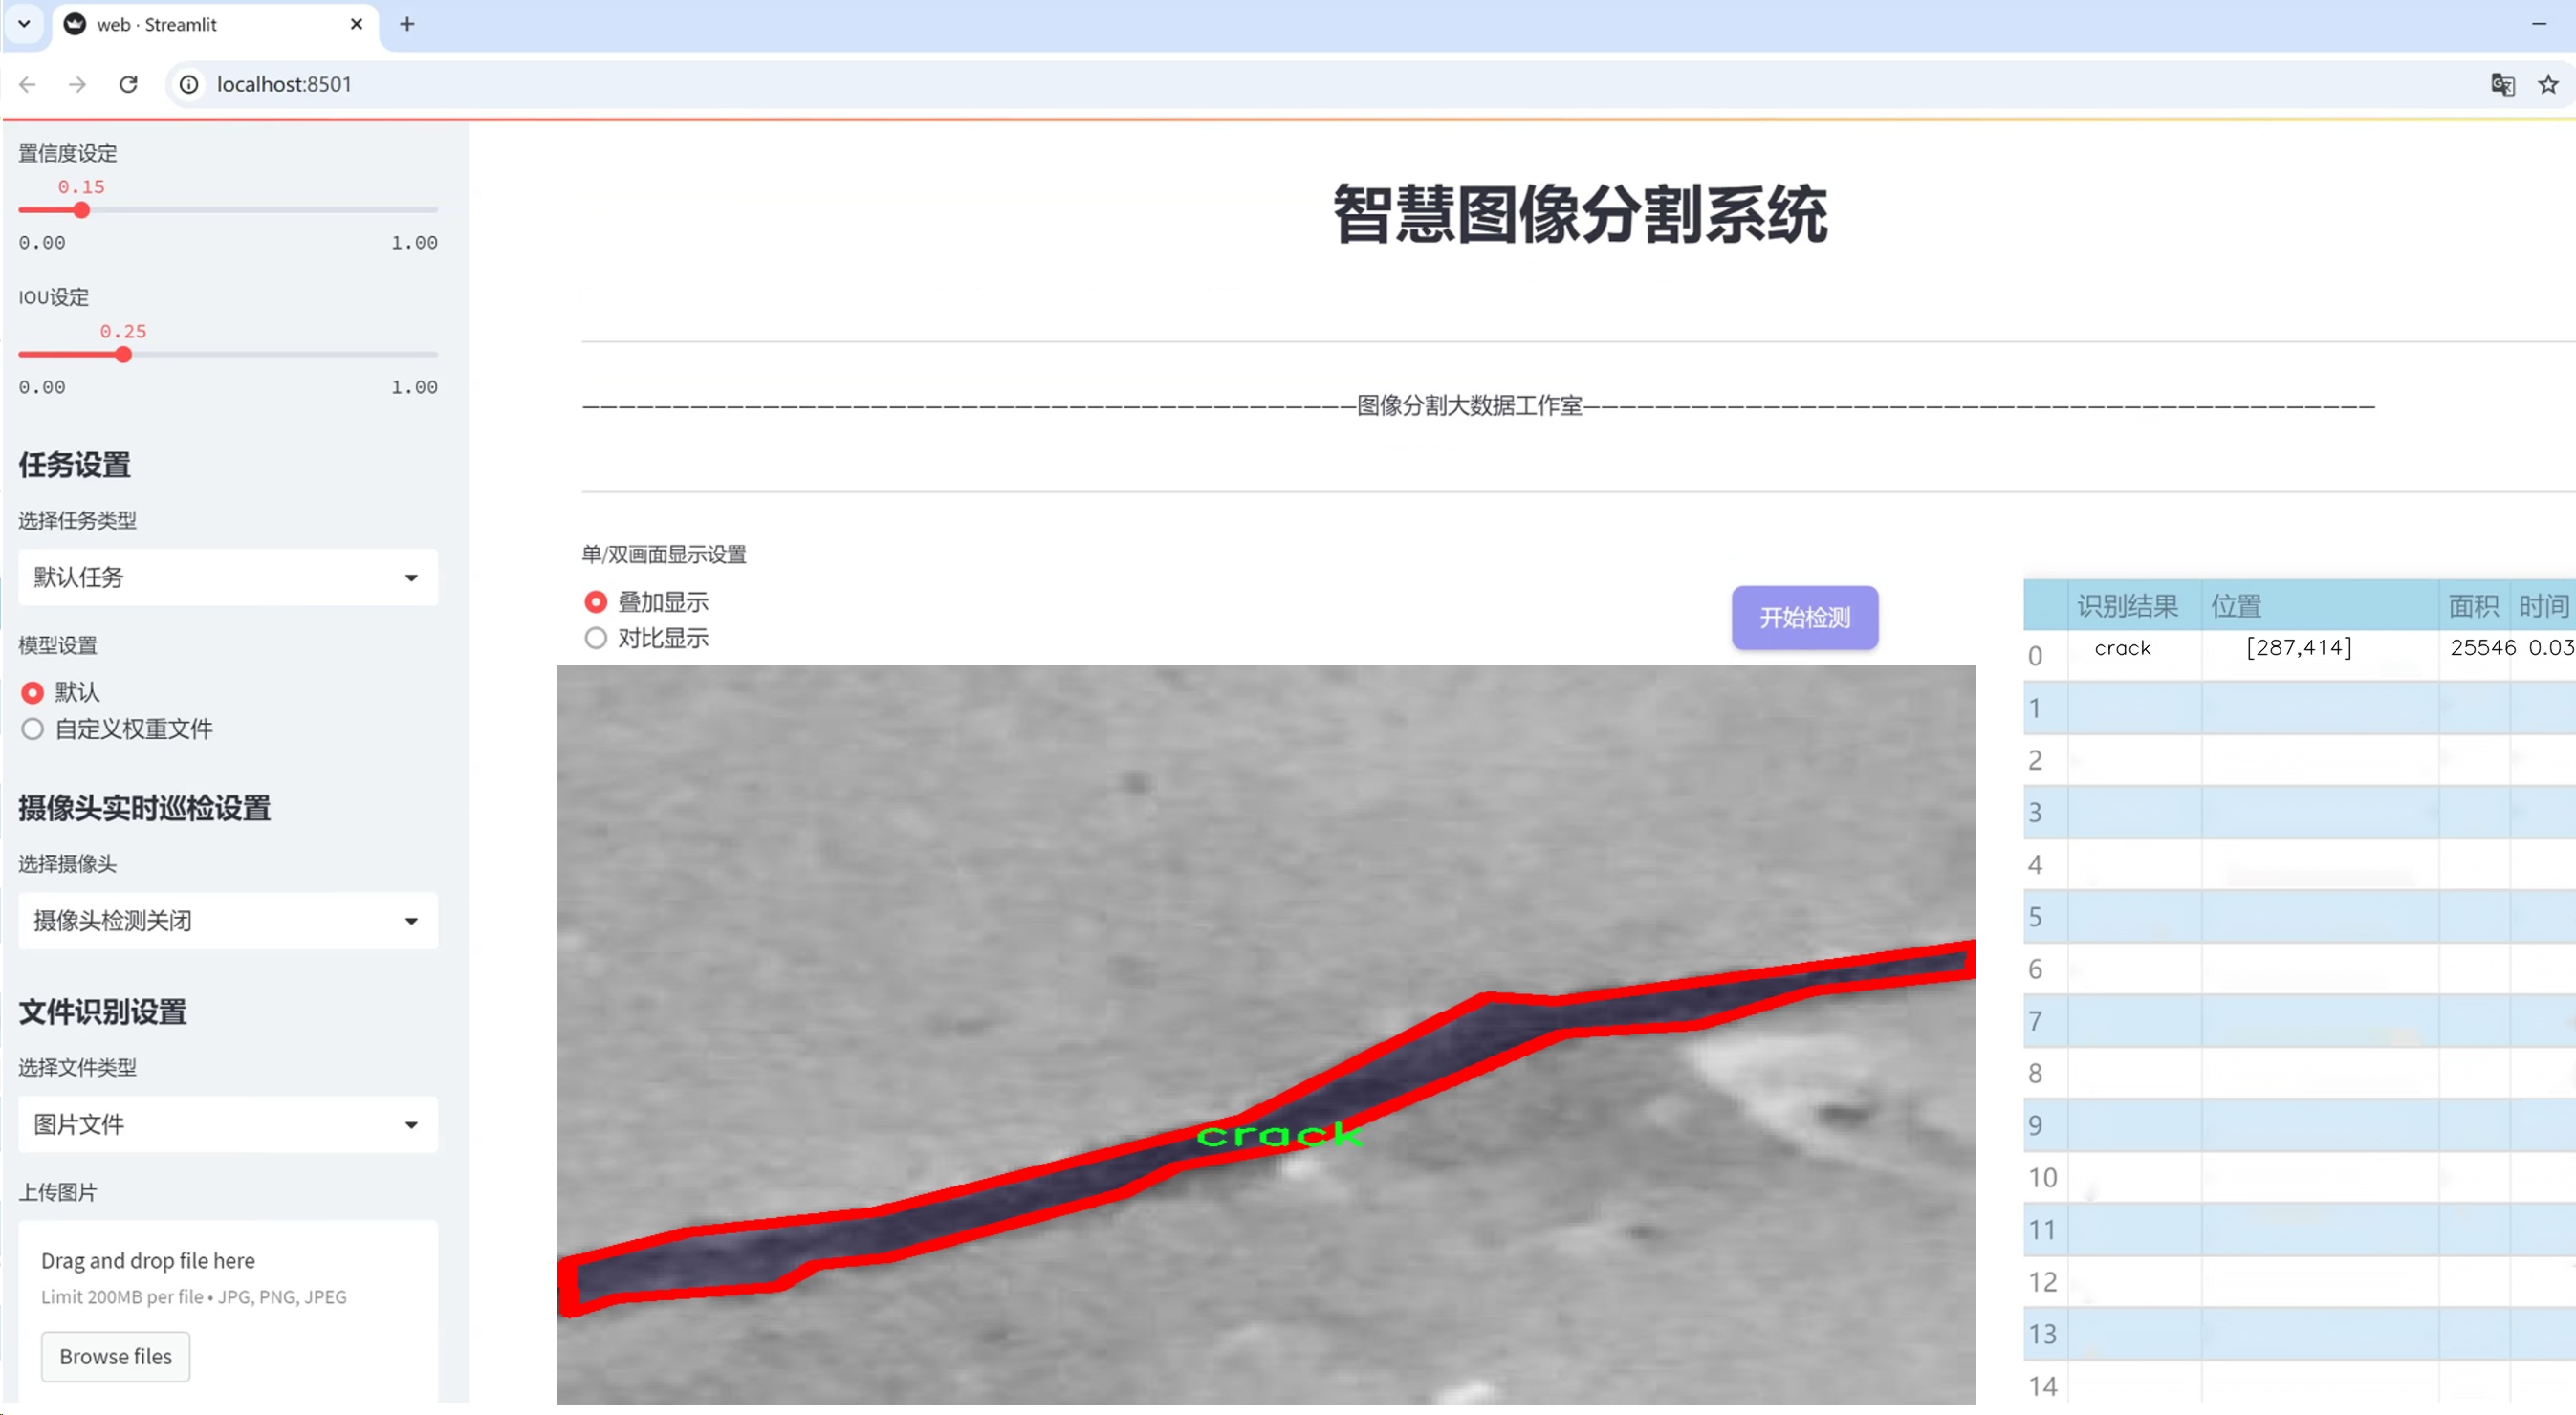 web · Streamlit
localhost:8501
置信度设定
0.15
0.00 1.00
IOU设定
0.25
0.00 1.00
任务设置
选择任务类型
默认任务
模型设置
默认
自定义权重文件
摄像头实时巡检设置
选择摄像头
摄像头检测关闭
文件识别设置
选择文件类型
图片文件
上传图片
Drag and drop file here
Limit 200MB per file • JPG, PNG, JPEG
Browse files
智慧图像分割系统
———————————————————————————————————————————图像分割大数据工作室————————————————————————————————————————————
单/双画面显示设置
叠加显示
对比显示
开始检测
crack
识别结果 位置 面积 时间
0 crack [287,414] 25546 0.03
1
2
3
4
5
6
7
8
9
10
11
12
13
14